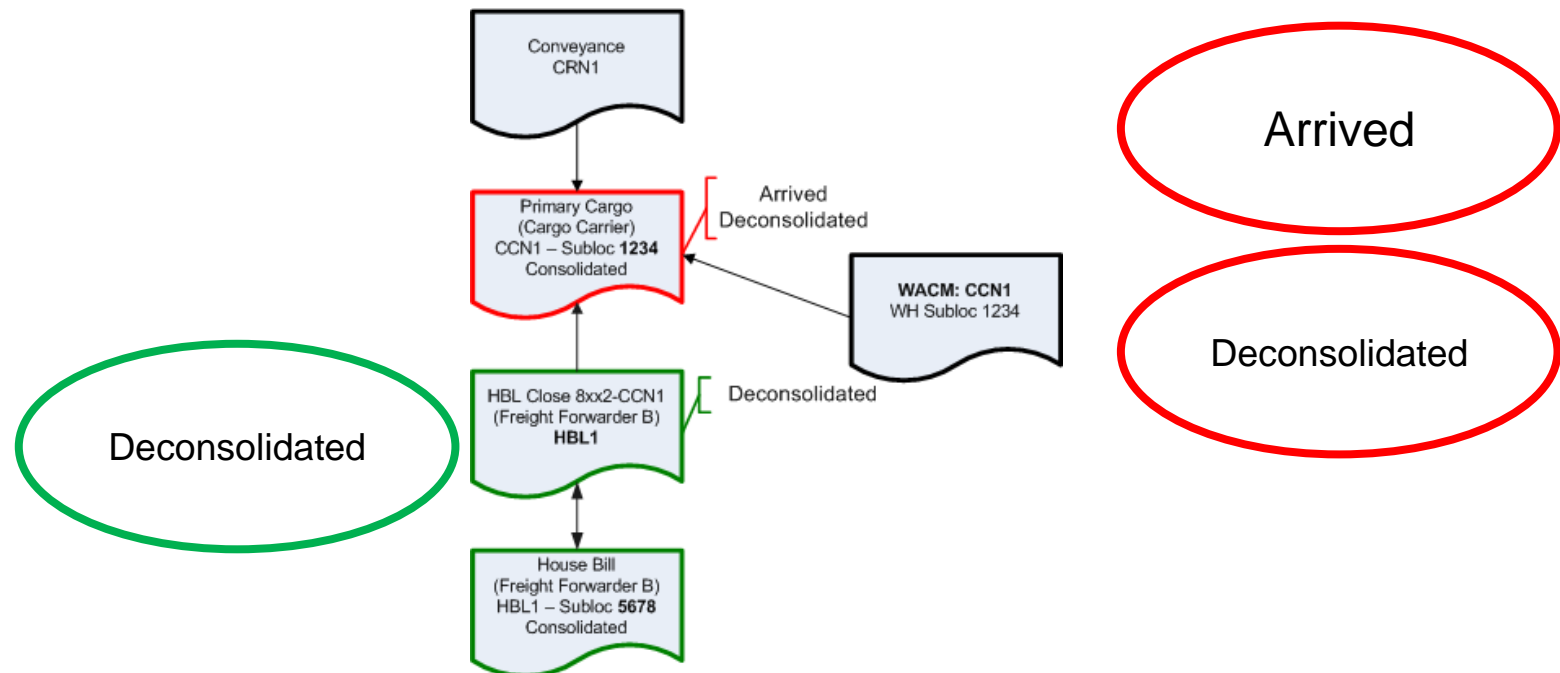 Conveyance
CRN1
Arrived
Primary Cargo
(Cargo Carrier)
CCN1 – Subloc 1234
Consolidated
Arrived
Deconsolidated
WACM: CCN1
WH Subloc 1234
Deconsolidated
HBL Close 8xx2-CCN1
(Freight Forwarder B)
HBL1
Deconsolidated
Deconsolidated
House Bill
(Freight Forwarder B)
HBL1 – Subloc 5678
Consolidated